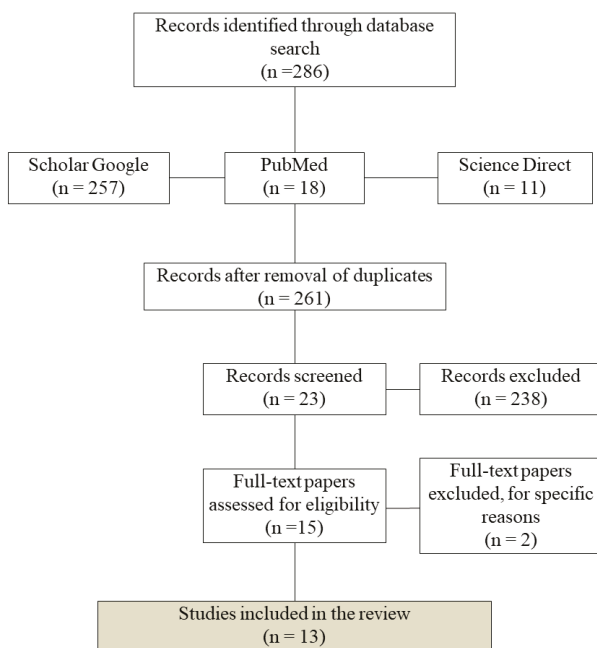 Records identified through database
search
(n =286)
Scholar Google
(n = 257)
PubMed
(n = 18)
Science Direct
(n = 11)
Records after removal of duplicates
(n = 261)
Records screened
(n = 23)
Records excluded
(n = 238)
Full-text papers
assessed for eligibility
(n =15)
Full-text papers
excluded, for specific
reasons
(n = 2)
Studies included in the review
(n = 13)